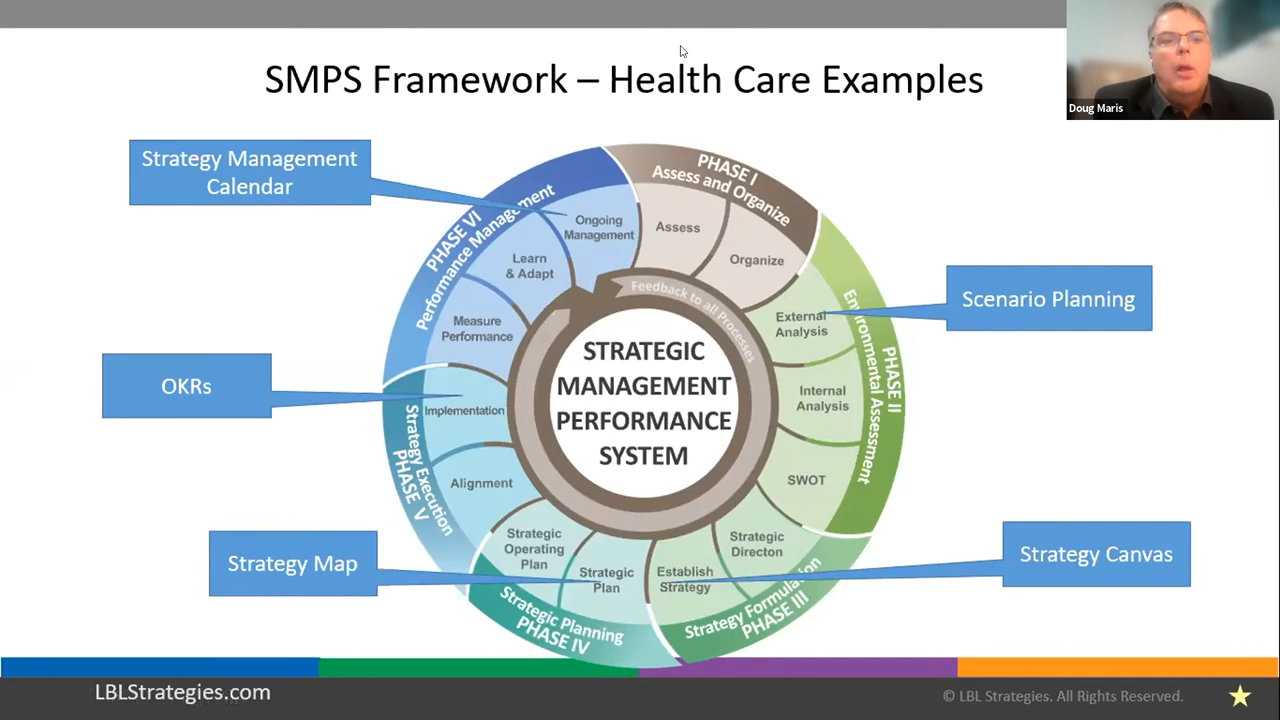 SMPS Framework – Health Care Examples
Doug Maris
Strategy Management
Calendar
Scenario Planning
OKRs
Strategy Map
Strategy Canvas
PHASE I
Assess and Organize
Assess
Organize
PHASE II
Environmental Assessment
External
Analysis
Internal
Analysis
SWOT
Strategy Formulation
PHASE III
Strategic
Directon
Establish
Strategy
Strategic Planning
PHASE IV
Strategic
Plan
Strategic
Operating
Plan
Strategy Execution
PHASE V
Alignment
Implementation
PHASE VI
Performance Management
Measure
Performance
Learn
& Adapt
Ongoing
Management
Feedback to all Processes
STRATEGIC
MANAGEMENT
PERFORMANCE
SYSTEM
LBLStrategies.com
© LBL Strategies. All Rights Reserved.